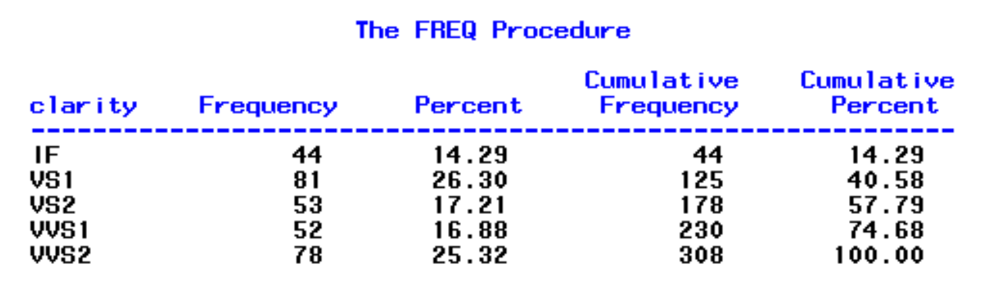 The FREQ Procedure
Cumulative Cumulative
clarity Frequency Percent Frequency Percent
---------------------------------------------------------------
IF 44 14.29 44 14.29
VS1 81 26.30 125 40.58
VS2 53 17.21 178 57.79
VVS1 52 16.88 230 74.68
VVS2 78 25.32 308 100.00